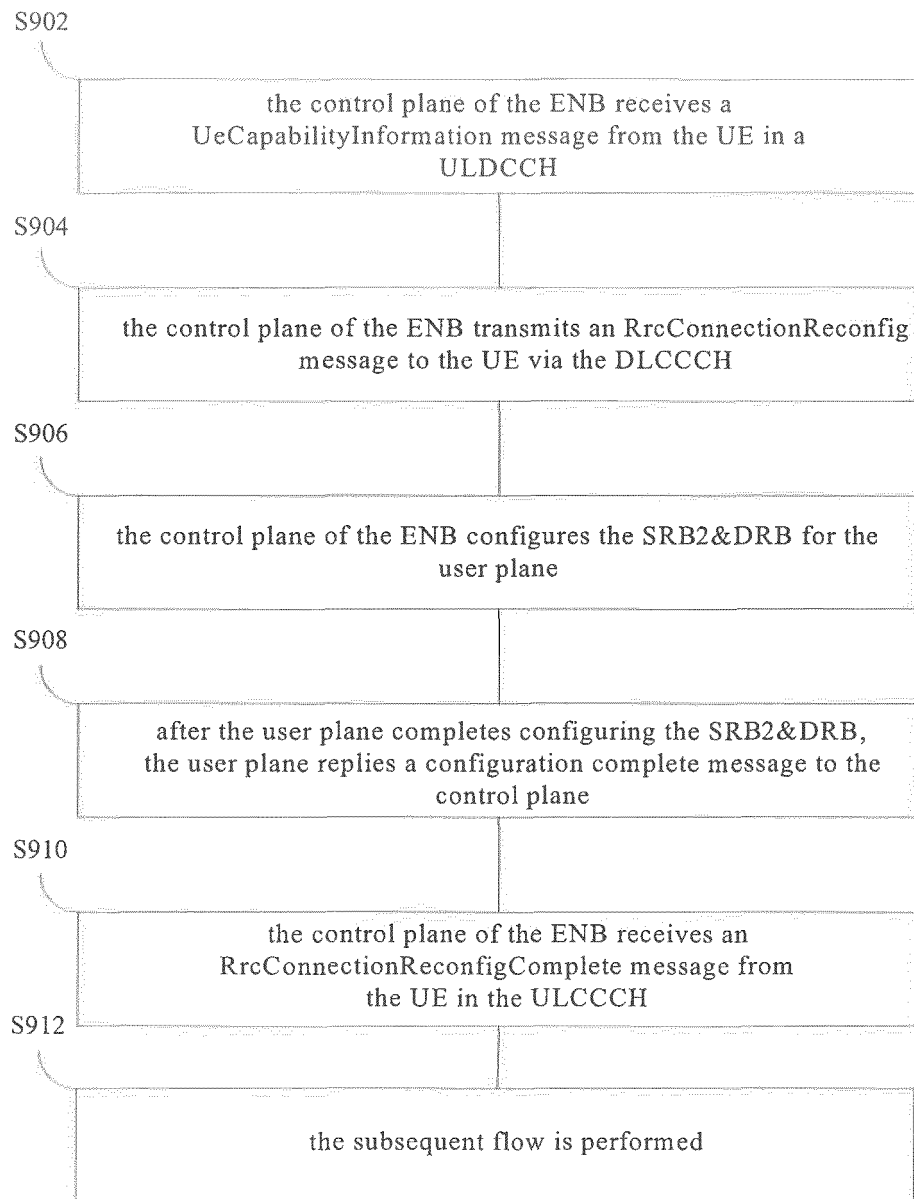 S902
the control plane of the ENB receives a
UeCapabilityInformation message from the UE in a
ULDCCH
S904
the control plane of the ENB transmits an RrcConnectionReconfig
message to the UE via the DLCCCH
S906
the control plane of the ENB configures the SRB2&DRB for the
user plane
S908
after the user plane completes configuring the SRB2&DRB,
the user plane replies a configuration complete message to the
control plane
S910
the control plane of the ENB receives an
RrcConnectionReconfigComplete message from
the UE in the ULCCCH
S912
the subsequent flow is performed